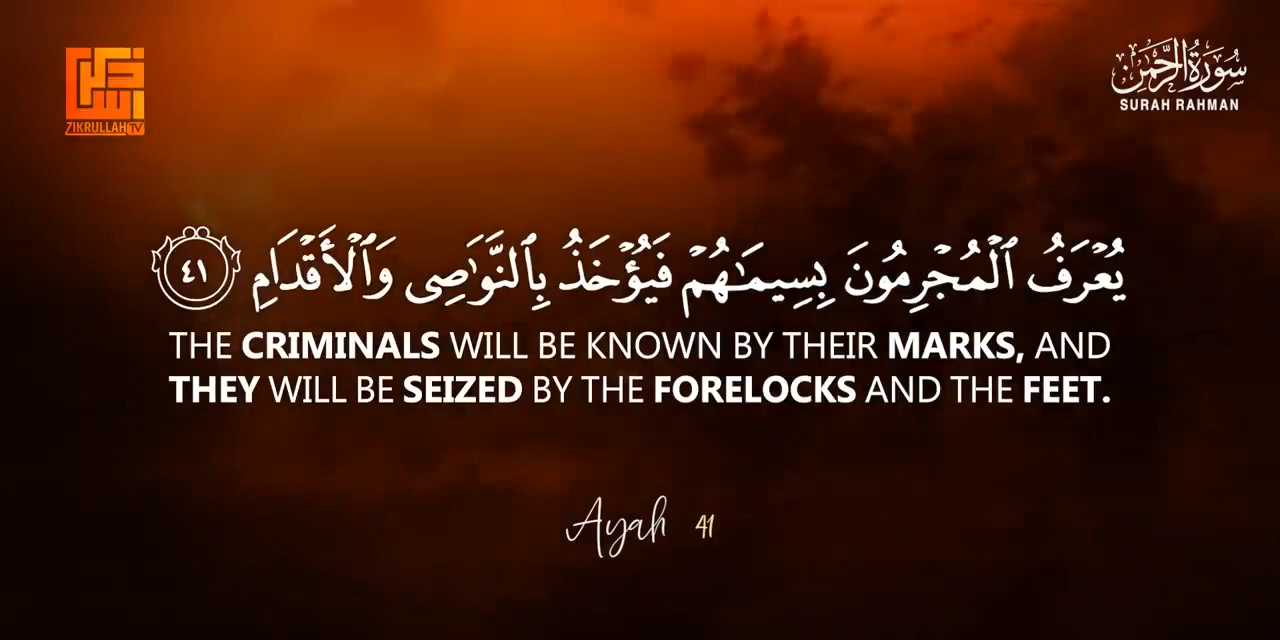 ZIKRULLAH TV
سُورَةُ الرَّحْمٰن
SURAH RAHMAN
يُعْرَفُ ٱلْمُجْرِمُونَ بِسِيمَـٰهُمْ فَيُؤْخَذُ بِٱلنَّوَٰصِى وَٱلْأَقْدَامِ ٤١
THE CRIMINALS WILL BE KNOWN BY THEIR MARKS, AND
THEY WILL BE SEIZED BY THE FORELOCKS AND THE FEET.
Ayah 41